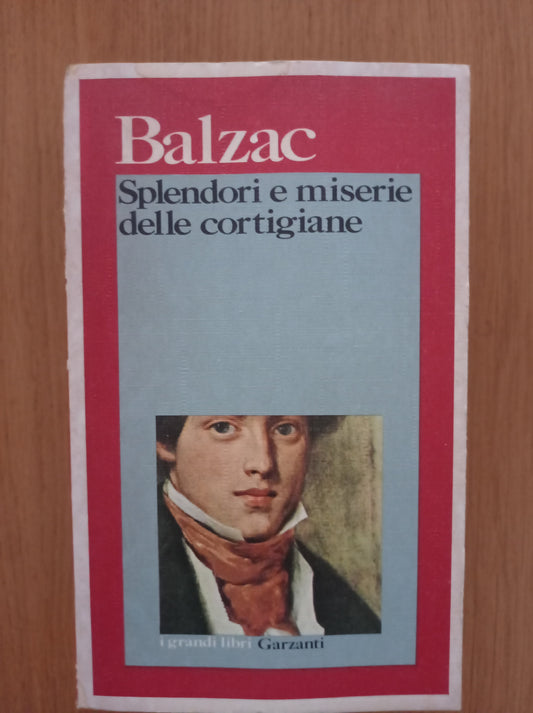 Balzac
Splendori e miserie
delle cortigiane
i grandi libri Garzanti